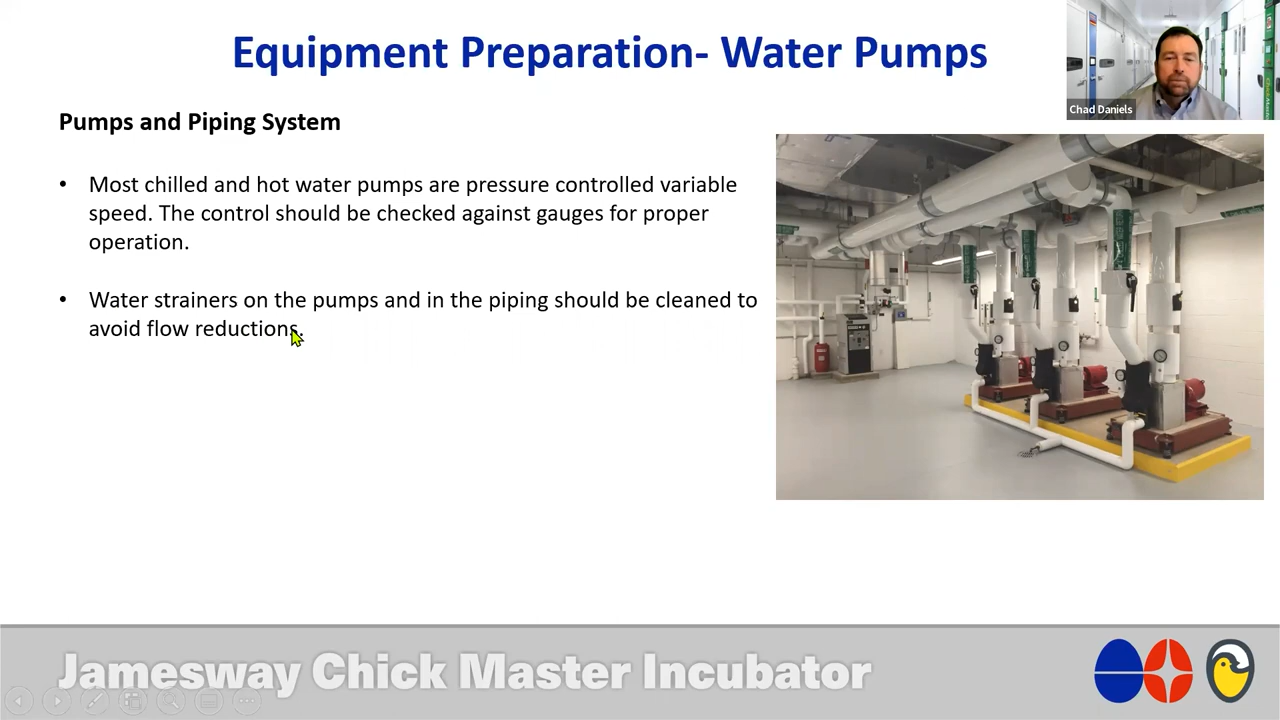 Equipment Preparation- Water Pumps
Chad Daniels
Pumps and Piping System
• Most chilled and hot water pumps are pressure controlled variable
speed. The control should be checked against gauges for proper
operation.
• Water strainers on the pumps and in the piping should be cleaned to
avoid flow reductions.
Jamesway Chick Master Incubator